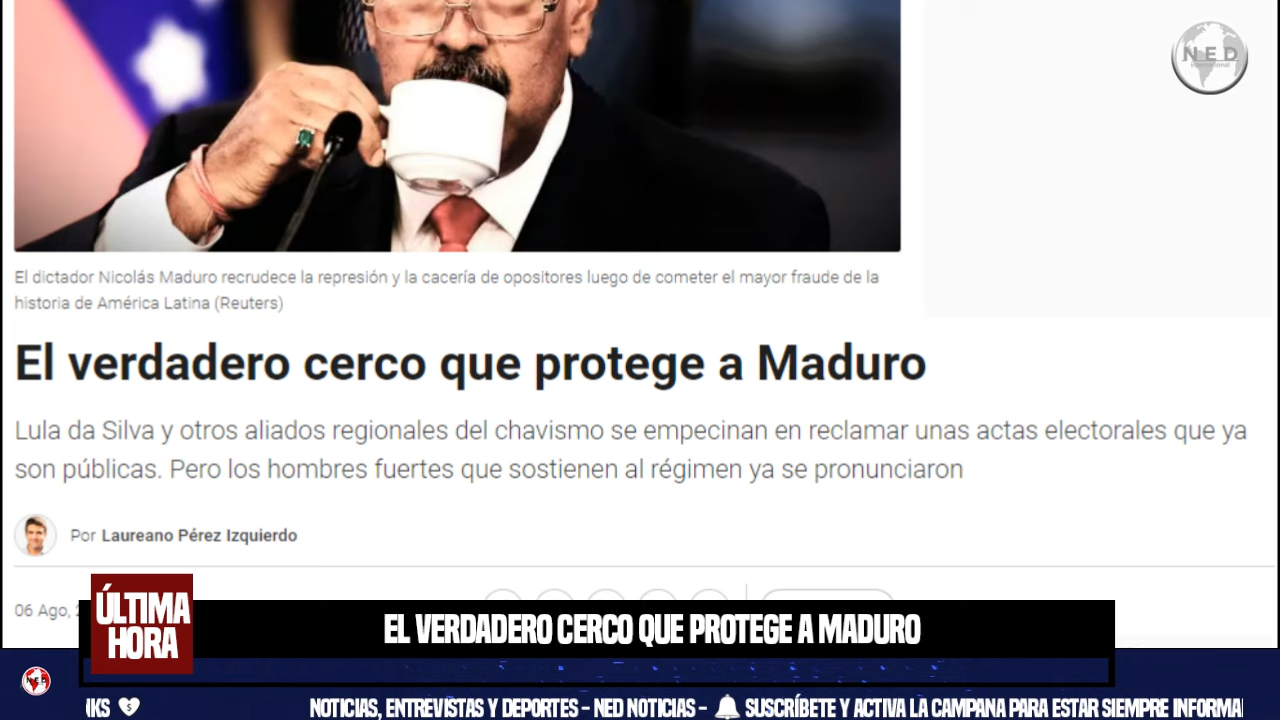 NED
international
El dictador Nicolás Maduro recrudece la represión y la cacería de opositores luego de cometer el mayor fraude de la
historia de América Latina (Reuters)
El verdadero cerco que protege a Maduro
Lula da Silva y otros aliados regionales del chavismo se empecinan en reclamar unas actas electorales que ya
son públicas. Pero los hombres fuertes que sostienen al régimen ya se pronunciaron
Por Laureano Pérez Izquierdo
06 Ago,
ÚLTIMA
HORA
EL VERDADERO CERCO QUE PROTEGE A MADURO
NED
NOTICIAS, ENTREVISTAS Y DEPORTES - NED NOTICIAS - SUSCRÍBETE Y ACTIVA LA CAMPANA PARA ESTAR SIEMPRE